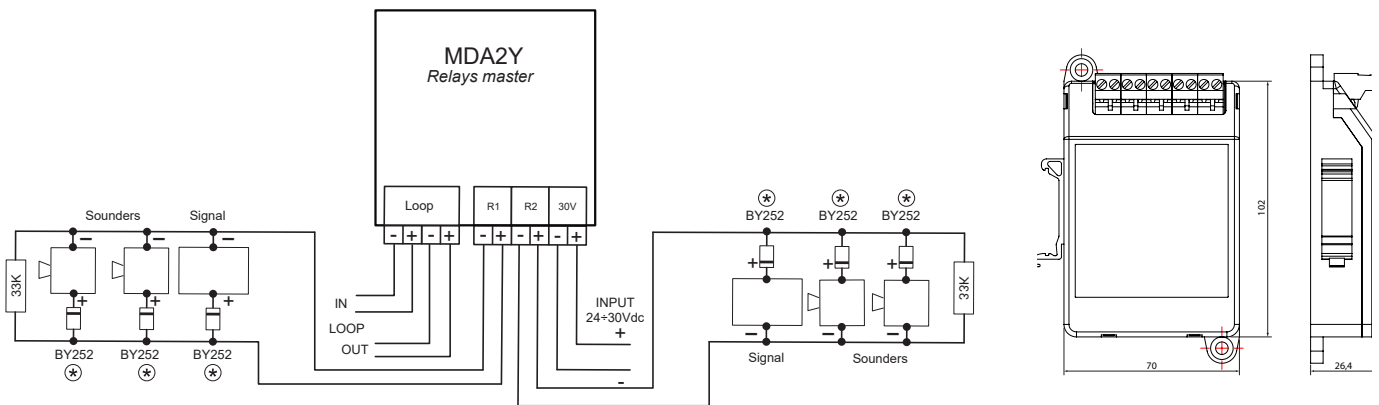 MDA2Y
Relays master
Loop R1 R2 30V
- + - + - + - + - +
Sounders Signal
- - -
33K
+ + +
BY252 BY252 BY252
* * *
IN
LOOP
OUT
INPUT
24÷30Vdc
+
-
* * *
BY252 BY252 BY252
+ + +
33K
- - -
Signal Sounders
102
70
26,4